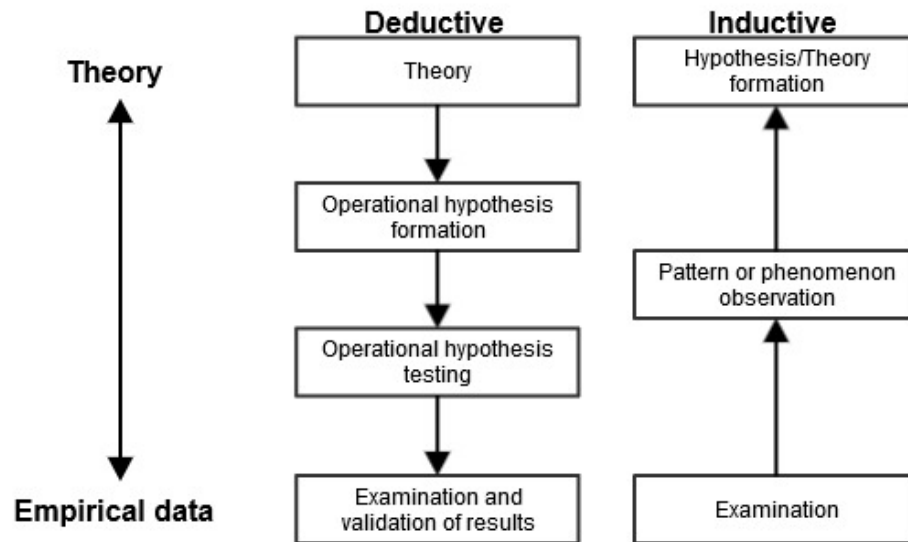 Theory
Empirical data
Deductive
Theory
Operational hypothesis
formation
Operational hypothesis
testing
Examination and
validation of results
Inductive
Hypothesis/Theory
formation
Pattern or phenomenon
observation
Examination